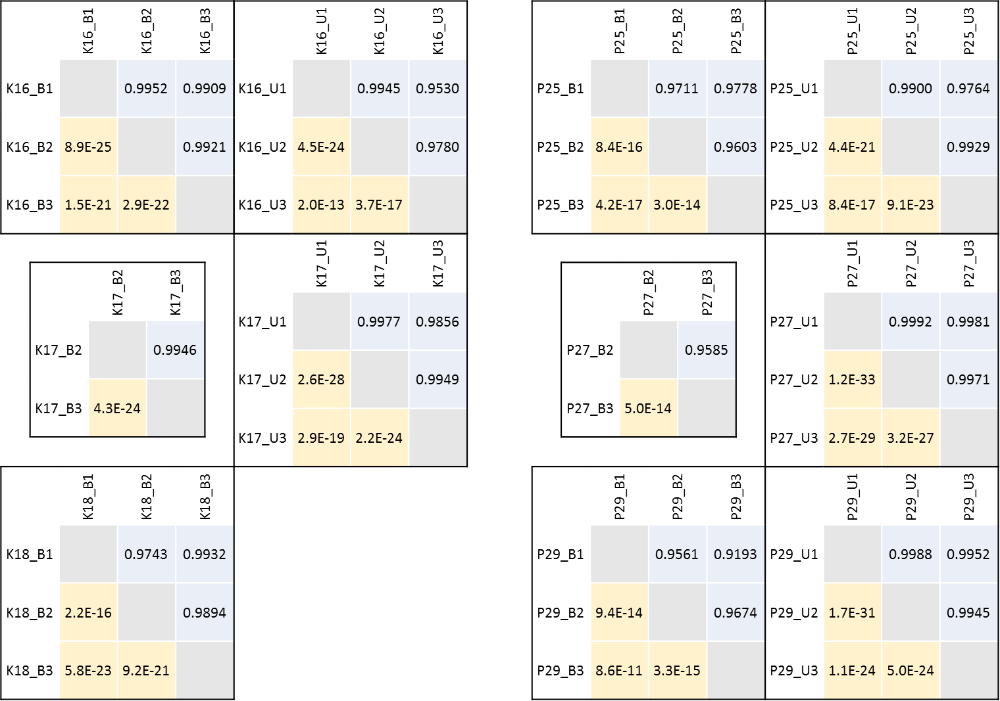 K16_B1 K16_B2 K16_B3
K16_B1 0.9952 0.9909
K16_B2 8.9E-25 0.9921
K16_B3 1.5E-21 2.9E-22
K16_U1 K16_U2 K16_U3
K16_U1 0.9945 0.9530
K16_U2 4.5E-24 0.9780
K16_U3 2.0E-13 3.7E-17
P25_B1 P25_B2 P25_B3
P25_B1 0.9711 0.9778
P25_B2 8.4E-16 0.9603
P25_B3 4.2E-17 3.0E-14
P25_U1 P25_U2 P25_U3
P25_U1 0.9900 0.9764
P25_U2 4.4E-21 0.9929
P25_U3 8.4E-17 9.1E-23
K17_B2 K17_B3
K17_B2 0.9946
K17_B3 4.3E-24
K17_U1 K17_U2 K17_U3
K17_U1 0.9977 0.9856
K17_U2 2.6E-28 0.9949
K17_U3 2.9E-19 2.2E-24
P27_B2 P27_B3
P27_B2 0.9585
P27_B3 5.0E-14
P27_U1 P27_U2 P27_U3
P27_U1 0.9992 0.9981
P27_U2 1.2E-33 0.9971
P27_U3 2.7E-29 3.2E-27
K18_B1 K18_B2 K18_B3
K18_B1 0.9743 0.9932
K18_B2 2.2E-16 0.9894
K18_B3 5.8E-23 9.2E-21
P29_B1 P29_B2 P29_B3
P29_B1 0.9561 0.9193
P29_B2 9.4E-14 0.9674
P29_B3 8.6E-11 3.3E-15
P29_U1 P29_U2 P29_U3
P29_U1 0.9988 0.9952
P29_U2 1.7E-31 0.9945
P29_U3 1.1E-24 5.0E-24